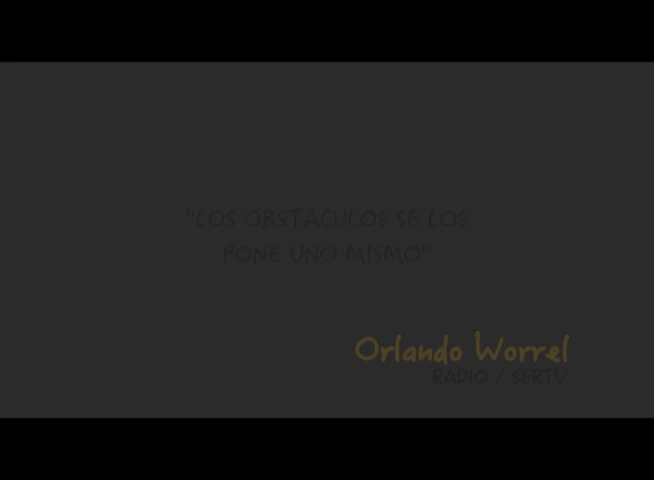 "LOS OBSTACULOS SE LOS
PONE UNO MISMO"
Orlando Worrel
RADIO / SbRTV